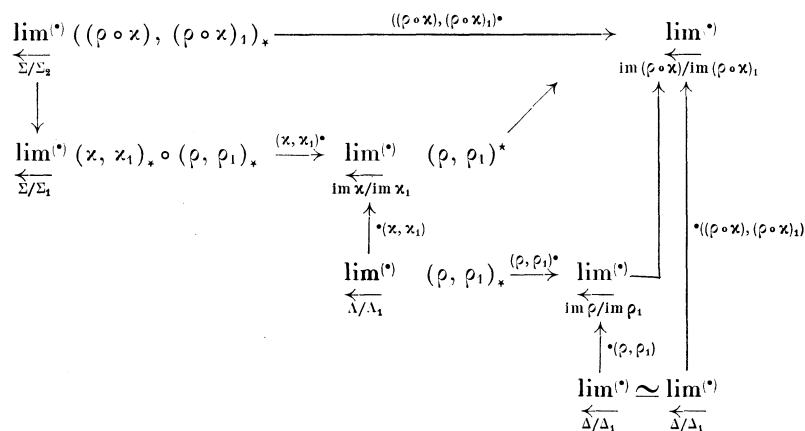 ((ρ∘ϰ), (ρ∘ϰ)₁)•
lim⁽•⁾ ((ρ∘ϰ), (ρ∘ϰ)₁)⁎ ⟶ lim⁽•⁾
Σ/Σ₂ im (ρ∘ϰ)/im (ρ∘ϰ)₁
(ϰ, ϰ₁)•
lim⁽•⁾ (ϰ, ϰ₁)⁎ ∘ (ρ, ρ₁)⁎ ⟶ lim⁽•⁾ (ρ, ρ₁)*
Σ/Σ₁ im ϰ/im ϰ₁
•(ϰ, ϰ₁) •((ρ∘ϰ), (ρ∘ϰ)₁)
(ρ, ρ₁)•
lim⁽•⁾ (ρ, ρ₁)⁎ ⟶ lim⁽•⁾
Λ/Λ₁ im ρ/im ρ₁
•(ρ, ρ₁)
lim⁽•⁾ ≃ lim⁽•⁾
Δ/Δ₁ Δ/Δ₁